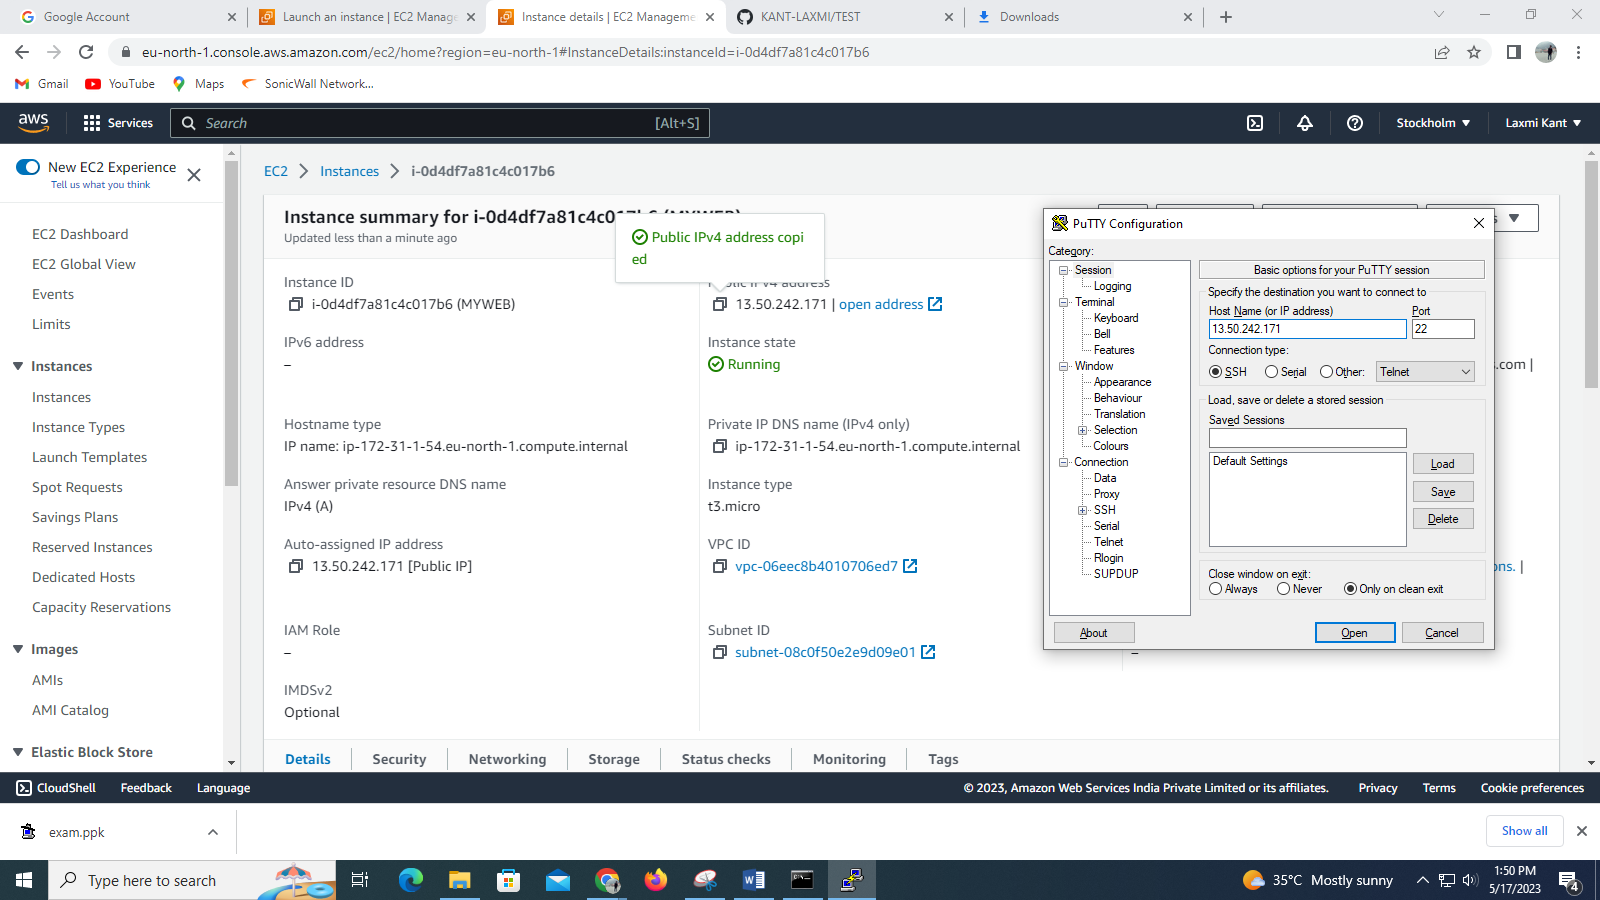 Google Account
Launch an instance | EC2 Manage
Instance details | EC2 Manageme
KANT-LAXMI/TEST
Downloads
eu-north-1.console.aws.amazon.com/ec2/home?region=eu-north-1#InstanceDetails:instanceId=i-0d4df7a81c4c017b6
Gmail
YouTube
Maps
SonicWall Network...
aws
Services
Search
[Alt+S]
Stockholm
Laxmi Kant
New EC2 Experience
Tell us what you think
EC2 Dashboard
EC2 Global View
Events
Limits
Instances
Instances
Instance Types
Launch Templates
Spot Requests
Savings Plans
Reserved Instances
Dedicated Hosts
Capacity Reservations
Images
AMIs
AMI Catalog
Elastic Block Store
EC2
Instances
i-0d4df7a81c4c017b6
Instance summary for i-0d4df7a81c4c017b6 (MYWEB)
Updated less than a minute ago
Public IPv4 address copi
ed
Instance ID
i-0d4df7a81c4c017b6 (MYWEB)
Public IPv4 address
13.50.242.171 | open address
IPv6 address
–
Instance state
Running
s.com |
Hostname type
IP name: ip-172-31-1-54.eu-north-1.compute.internal
Private IP DNS name (IPv4 only)
ip-172-31-1-54.eu-north-1.compute.internal
Answer private resource DNS name
IPv4 (A)
Instance type
t3.micro
Auto-assigned IP address
13.50.242.171 [Public IP]
VPC ID
vpc-06eec8b4010706ed7
ons. |
IAM Role
–
Subnet ID
subnet-08c0f50e2e9d09e01
–
IMDSv2
Optional
Details
Security
Networking
Storage
Status checks
Monitoring
Tags
PuTTY Configuration
Category:
Session
Logging
Terminal
Keyboard
Bell
Features
Window
Appearance
Behaviour
Translation
Selection
Colours
Connection
Data
Proxy
SSH
Serial
Telnet
Rlogin
SUPDUP
Basic options for your PuTTY session
Specify the destination you want to connect to
Host Name (or IP address)
Port
13.50.242.171
22
Connection type:
SSH
Serial
Other:
Telnet
Load, save or delete a stored session
Saved Sessions
Default Settings
Load
Save
Delete
Close window on exit:
Always
Never
Only on clean exit
About
Open
Cancel
CloudShell
Feedback
Language
© 2023, Amazon Web Services India Private Limited or its affiliates.
Privacy
Terms
Cookie preferences
exam.ppk
Show all
Type here to search
35°C Mostly sunny
1:50 PM
5/17/2023
4